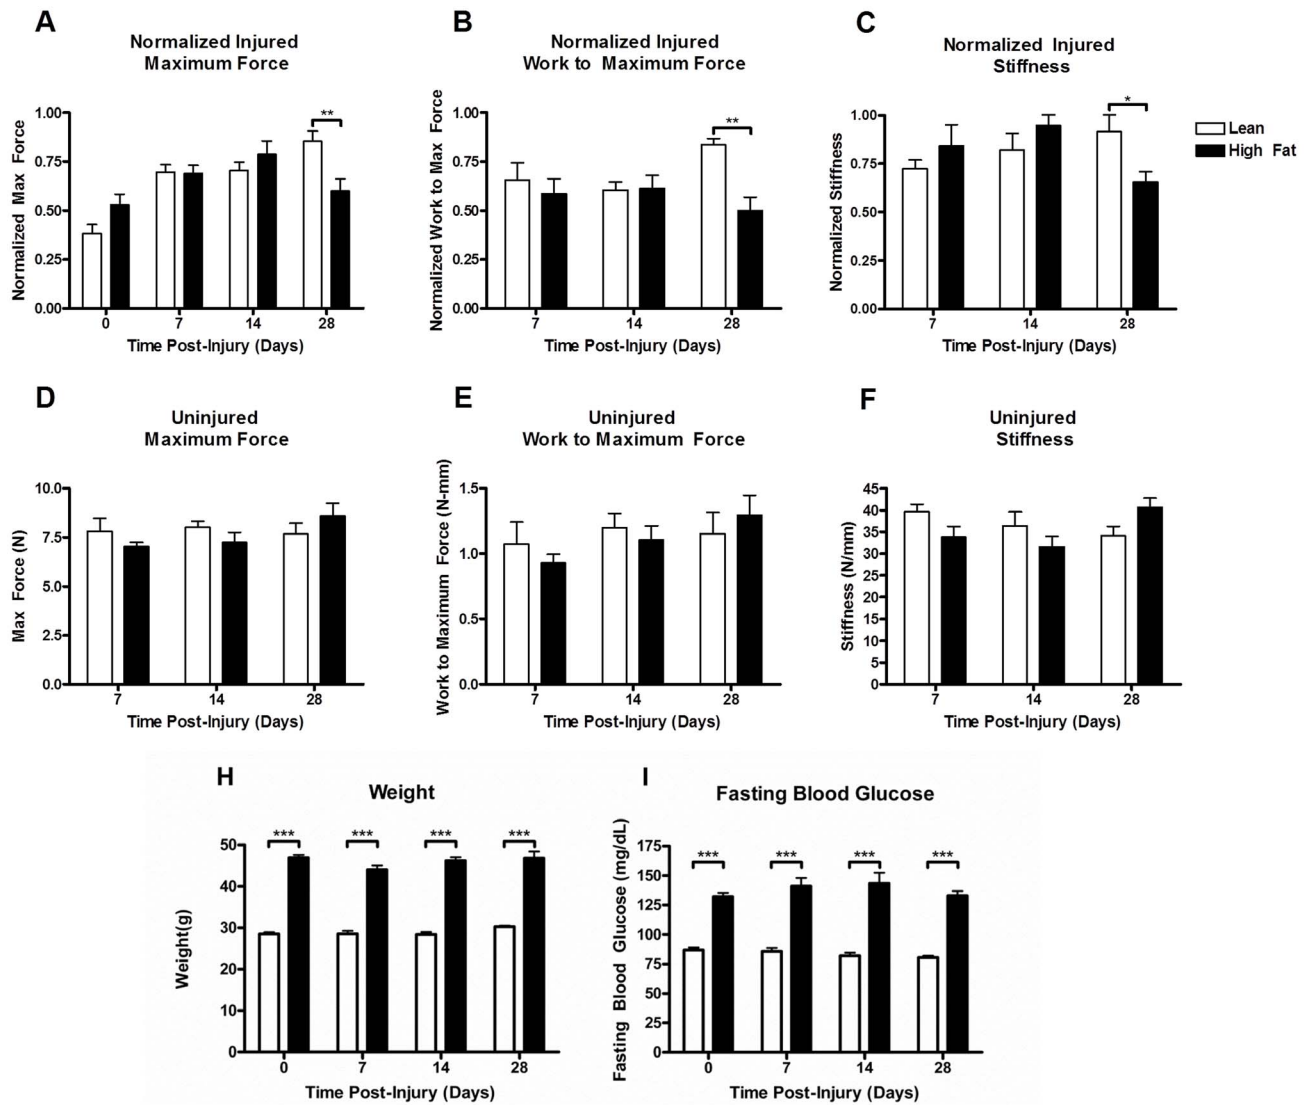 A
Normalized Injured
Maximum Force
Normalized Max Force
1.00
0.75
0.50
0.25
0.00
**
0 7 14 28
Time Post-Injury (Days)
B
Normalized Injured
Work to Maximum Force
Normalized Work to Max Force
1.00
0.75
0.50
0.25
0.00
**
7 14 28
Time Post-Injury (Days)
C
Normalized Injured
Stiffness
Normalized Stiffness
1.00
0.75
0.50
0.25
0.00
*
7 14 28
Time Post-Injury (Days)
Lean
High Fat
D
Uninjured
Maximum Force
Max Force (N)
10.0
7.5
5.0
2.5
0.0
7 14 28
Time Post-Injury (Days)
E
Uninjured
Work to Maximum Force
Work to Maximum Force (N-mm)
1.5
1.0
0.5
0.0
7 14 28
Time Post-Injury (Days)
F
Uninjured
Stiffness
Stiffness (N/mm)
45
40
35
30
25
20
15
10
5
0
7 14 28
Time Post-Injury (Days)
H
Weight
Weight(g)
50
40
30
20
10
0
*** *** *** ***
0 7 14 28
Time Post-Injury (Days)
I
Fasting Blood Glucose
Fasting Blood Glucose (mg/dL)
175
150
125
100
75
50
25
0
*** *** *** ***
0 7 14 28
Time Post-Injury (Days)